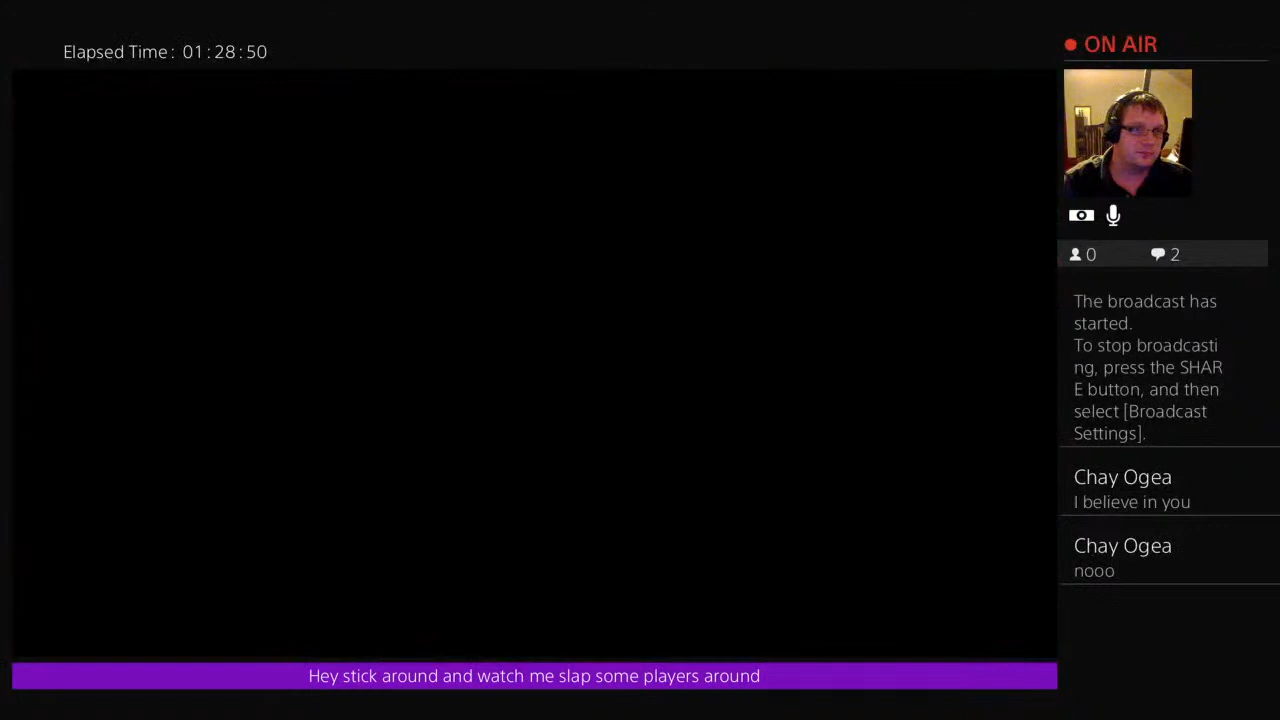 Elapsed Time: 01:28:50
ON AIR
0 2
The broadcast has
started.
To stop broadcasti
ng, press the SHAR
E button, and then
select [Broadcast
Settings].
Chay Ogea
I believe in you
Chay Ogea
nooo
Hey stick around and watch me slap some players around